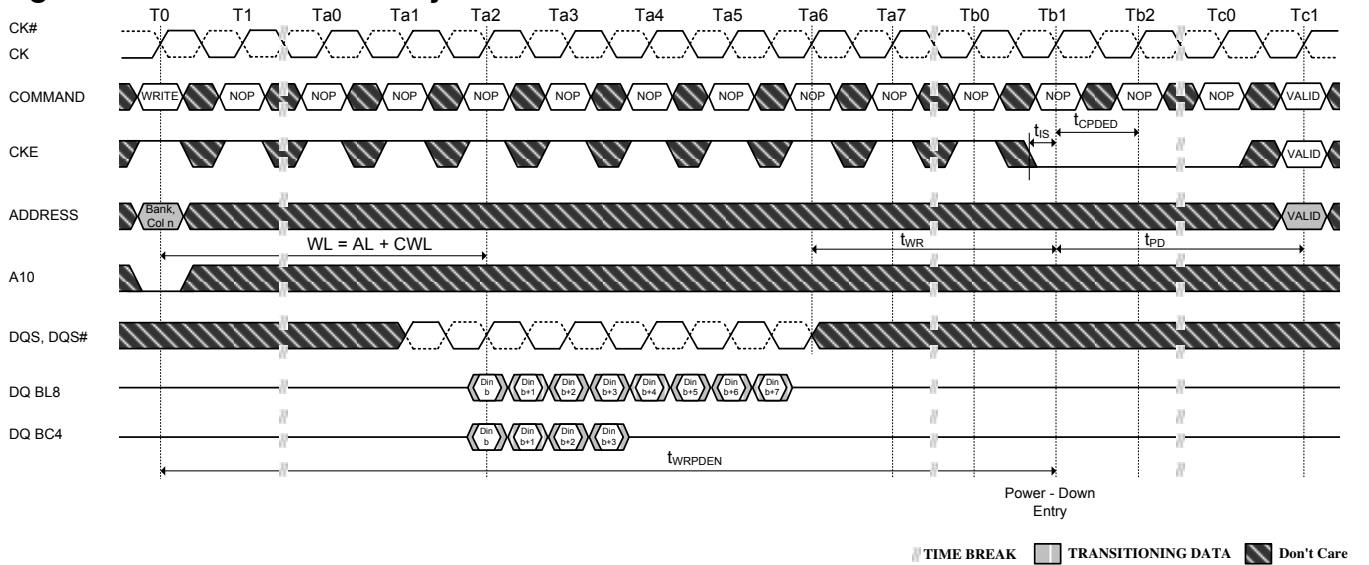 T0 T1 Ta0 Ta1 Ta2 Ta3 Ta4 Ta5 Ta6 Ta7 Tb0 Tb1 Tb2 Tc0 Tc1
CK#
CK
COMMAND WRITE NOP NOP NOP NOP NOP NOP NOP NOP NOP NOP NOP NOP NOP VALID
tIS tCPDED
CKE VALID
ADDRESS Bank, Col n VALID
WL = AL + CWL tWR tPD
A10
DQS, DQS#
DQ BL8 Din b Din b+1 Din b+2 Din b+3 Din b+4 Din b+5 Din b+6 Din b+7
DQ BC4 Din b Din b+1 Din b+2 Din b+3
tWRPDEN
Power - Down
Entry
TIME BREAK TRANSITIONING DATA Don't Care